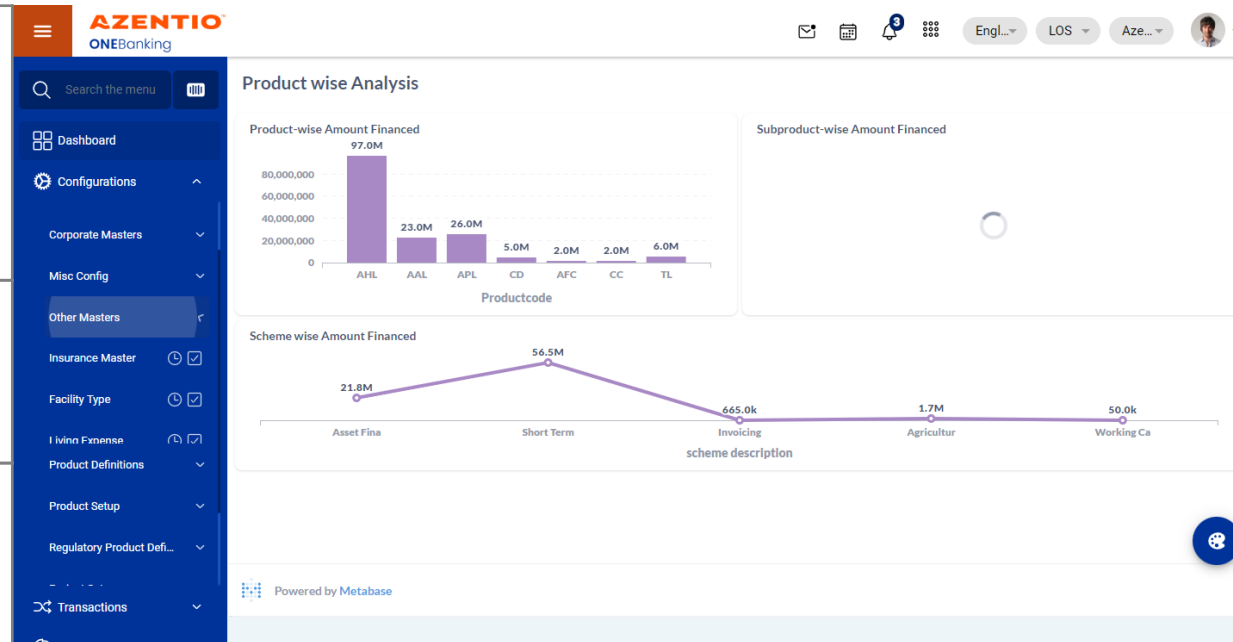 AZENTIO
ONEBanking
3
Engl...
LOS
Aze...
Search the menu
Dashboard
Configurations
Corporate Masters
Misc Config
Other Masters
Insurance Master
Facility Type
Living Expense
Product Definitions
Product Setup
Regulatory Product Defi...
Transactions
Product wise Analysis
Product-wise Amount Financed
97.0M
80,000,000
60,000,000
40,000,000
20,000,000
0
23.0M
26.0M
5.0M
2.0M
2.0M
6.0M
AHL
AAL
APL
CD
AFC
CC
TL
Productcode
Subproduct-wise Amount Financed
Scheme wise Amount Financed
21.8M
56.5M
665.0k
1.7M
50.0k
Asset Fina
Short Term
Invoicing
Agricultur
Working Ca
scheme description
Powered by Metabase